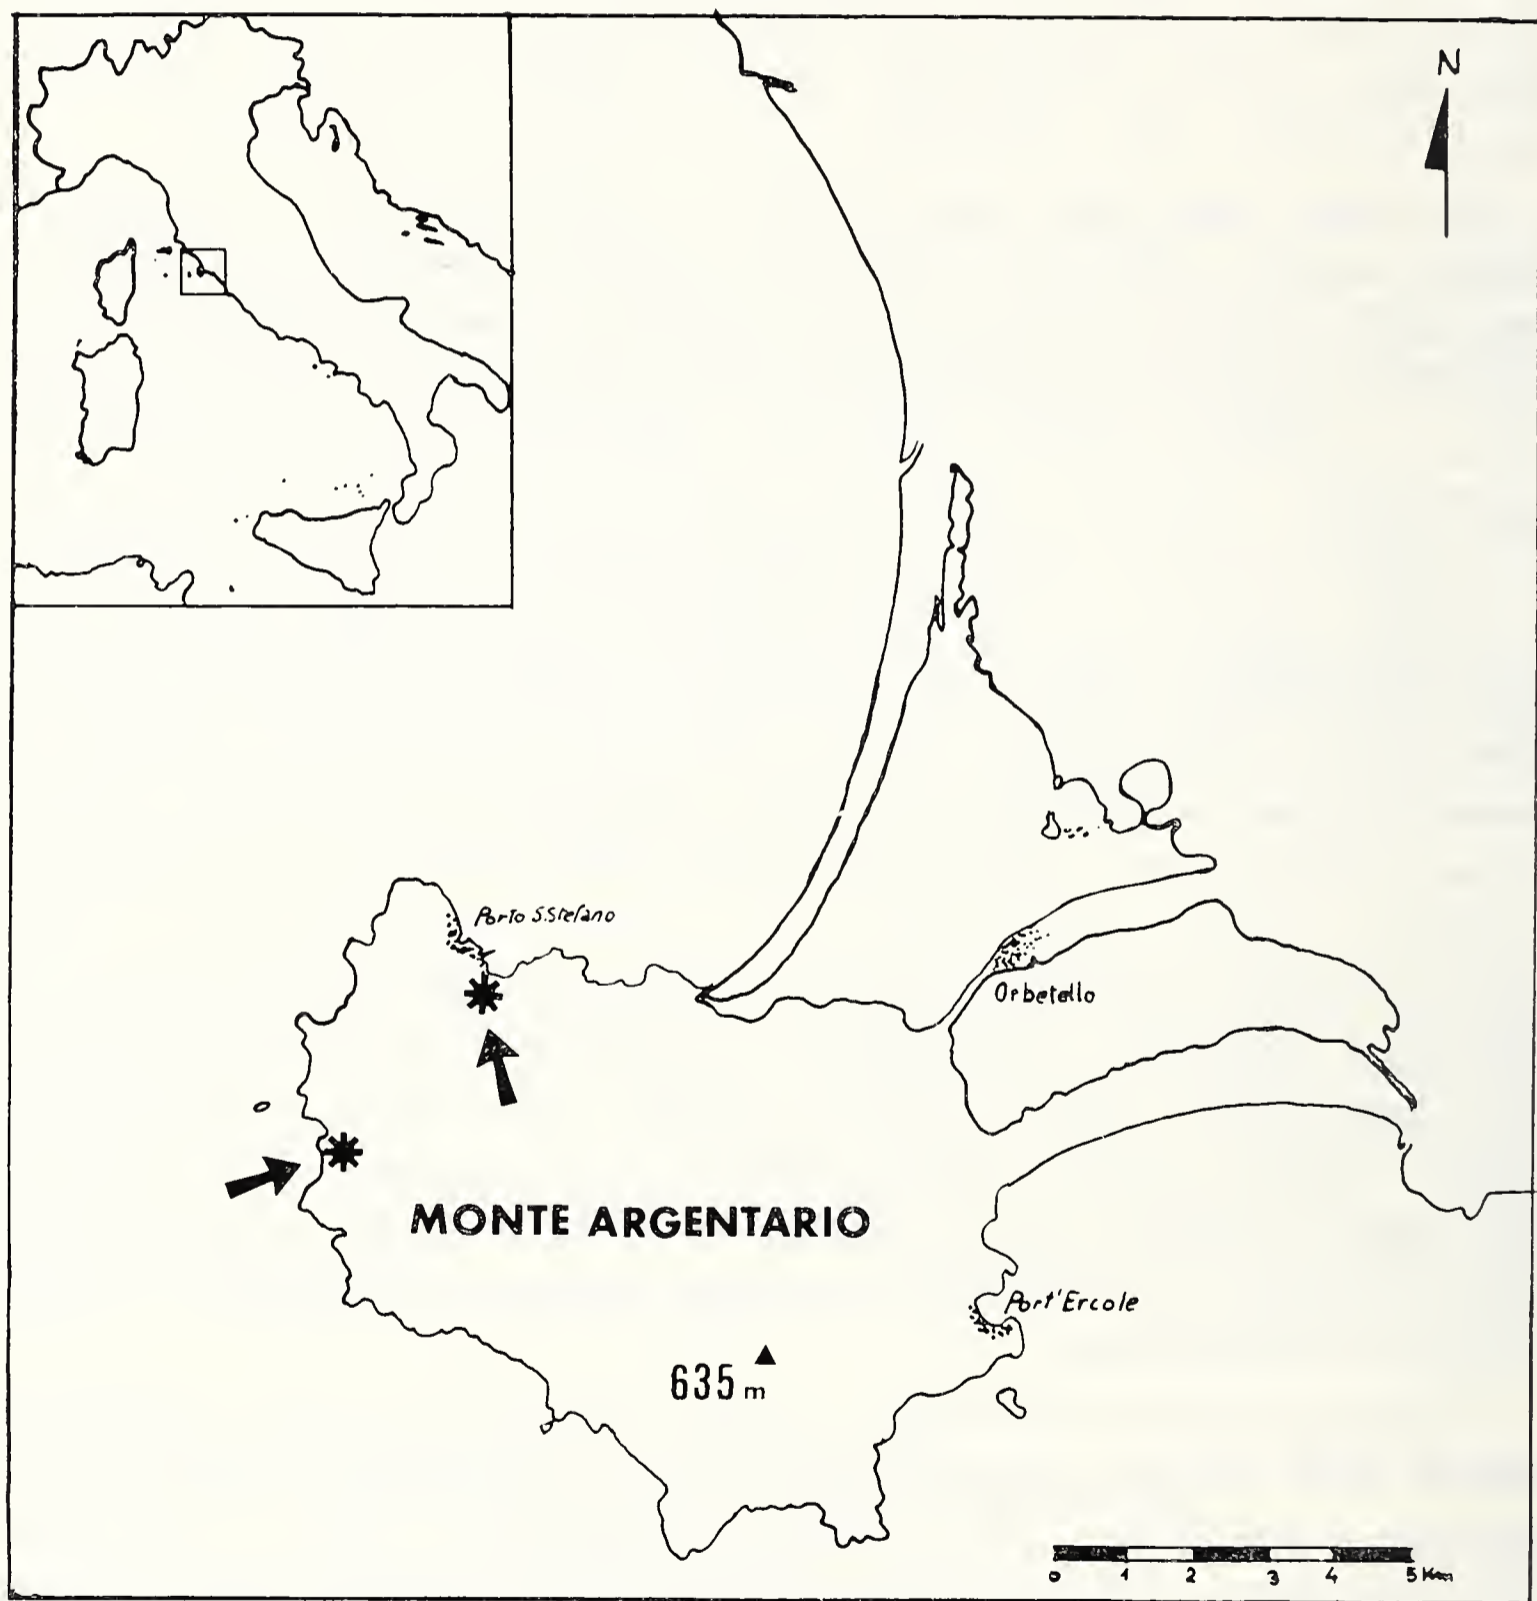 N
Porto S.Stefano
Orbetello
MONTE ARGENTARIO
Port'Ercole
635 m
0 1 2 3 4 5 Km